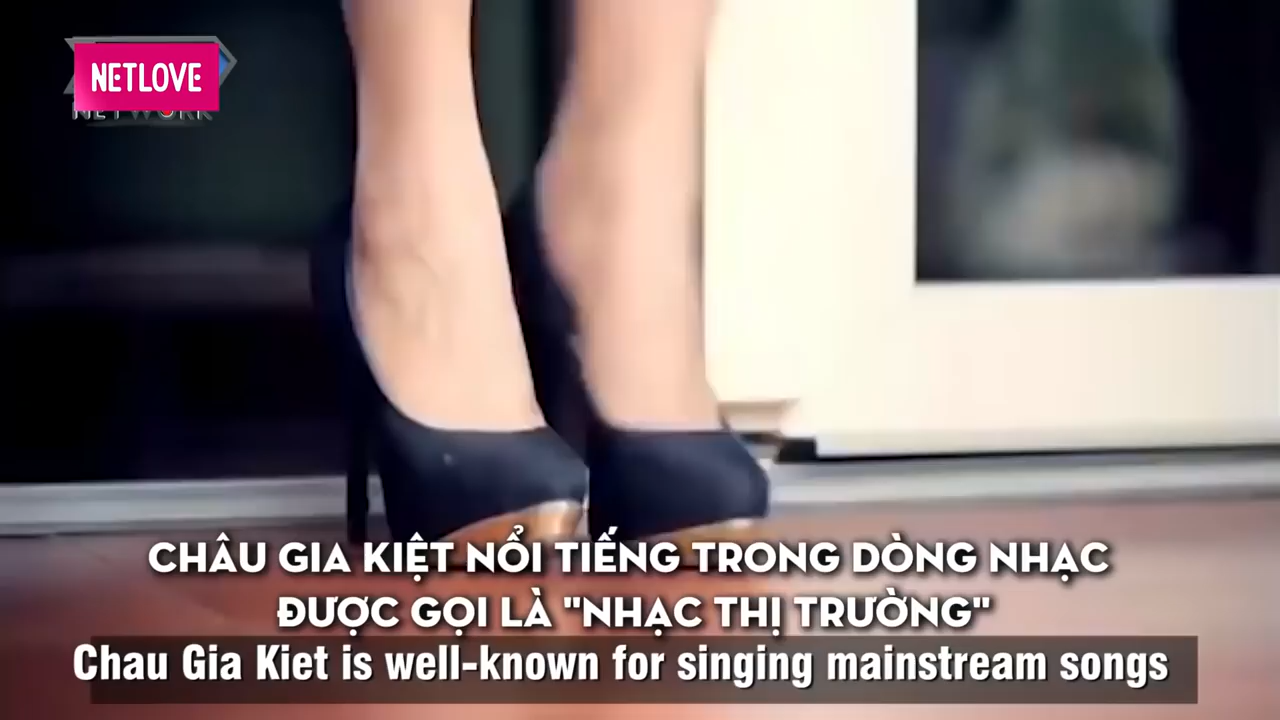 NETLOVE
NETWORK
CHÂU GIA KIỆT NỔI TIẾNG TRONG DÒNG NHẠC
ĐƯỢC GỌI LÀ "NHẠC THỊ TRƯỜNG"
Chau Gia Kiet is well-known for singing mainstream songs